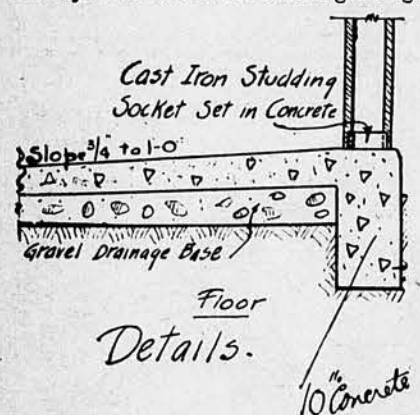 Cast Iron Studding
Socket Set in Concrete
Slope 3/4" to 1-0"
Gravel Drainage Base
Floor
Details.
10" Concrete